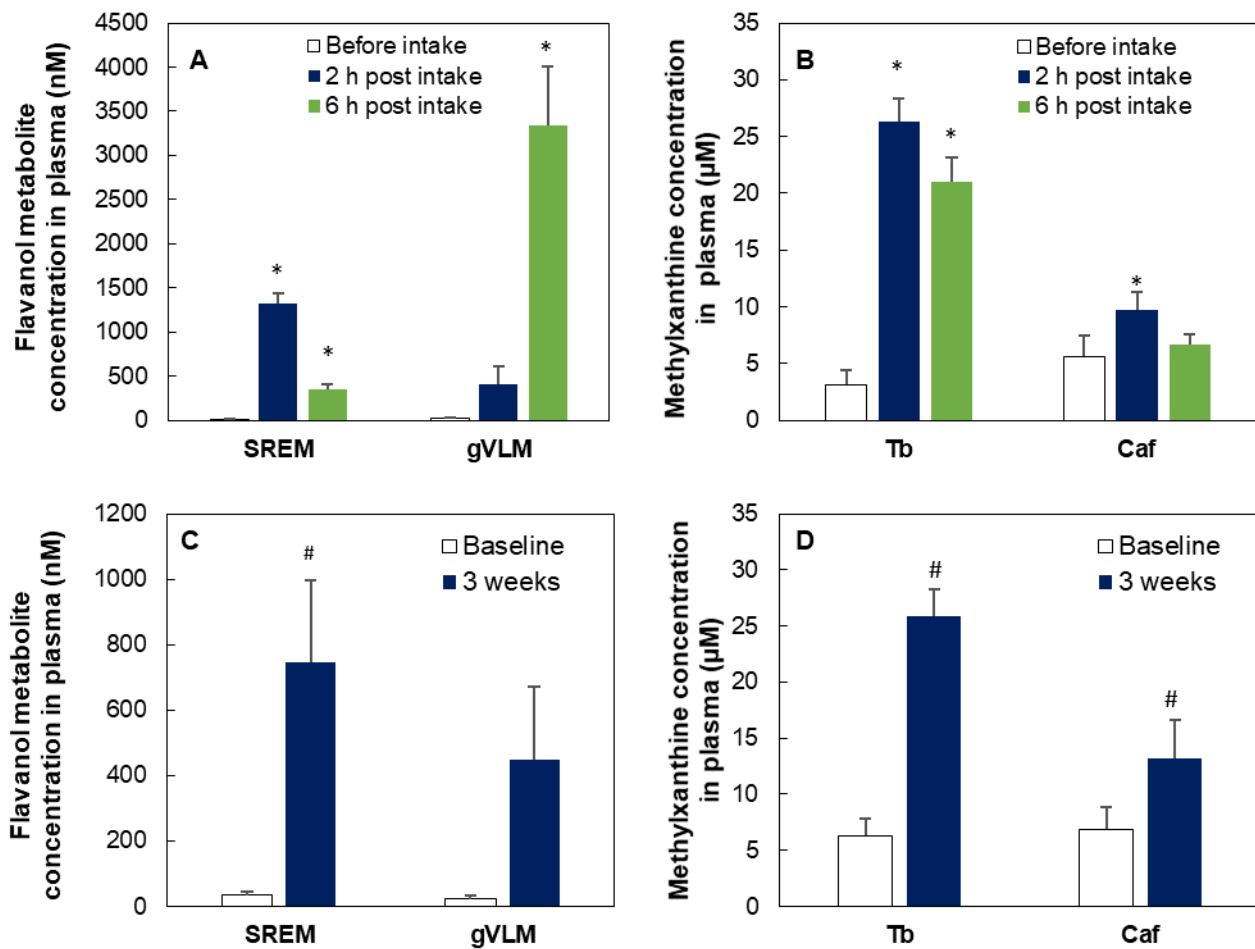 A
Flavanol metabolite
concentration in plasma (nM)
4500
4000
3500
3000
2500
2000
1500
1000
500
0
Before intake
2 h post intake
6 h post intake
*
*
*
SREM
gVLM
B
Methylxanthine concentration
in plasma (µM)
35
30
25
20
15
10
5
0
Before intake
2 h post intake
6 h post intake
*
*
*
Tb
Caf
C
Flavanol metabolite
concentration in plasma (nM)
1200
1000
800
600
400
200
0
Baseline
3 weeks
#
SREM
gVLM
D
Methylxanthine concentration
in plasma (µM)
35
30
25
20
15
10
5
0
Baseline
3 weeks
#
#
Tb
Caf